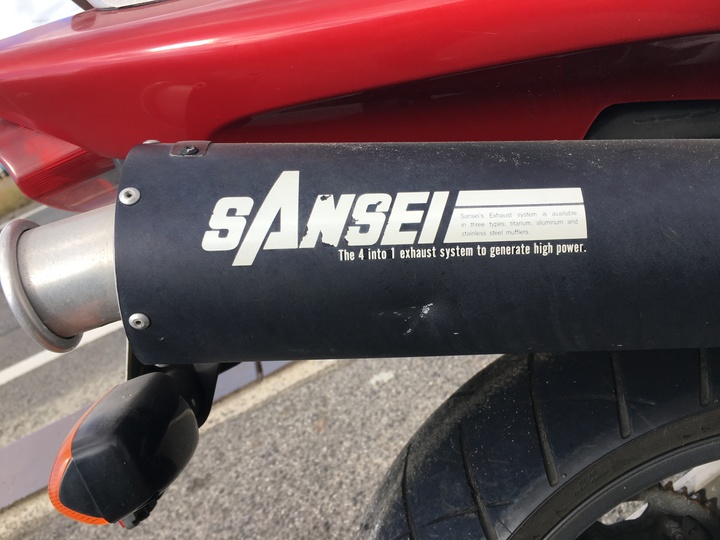 SANSEI
Sansei's Exhaust system is available
in three types; titanium, aluminum and
stainless steel mufflers.
The 4 into 1 exhaust system to generate high power.